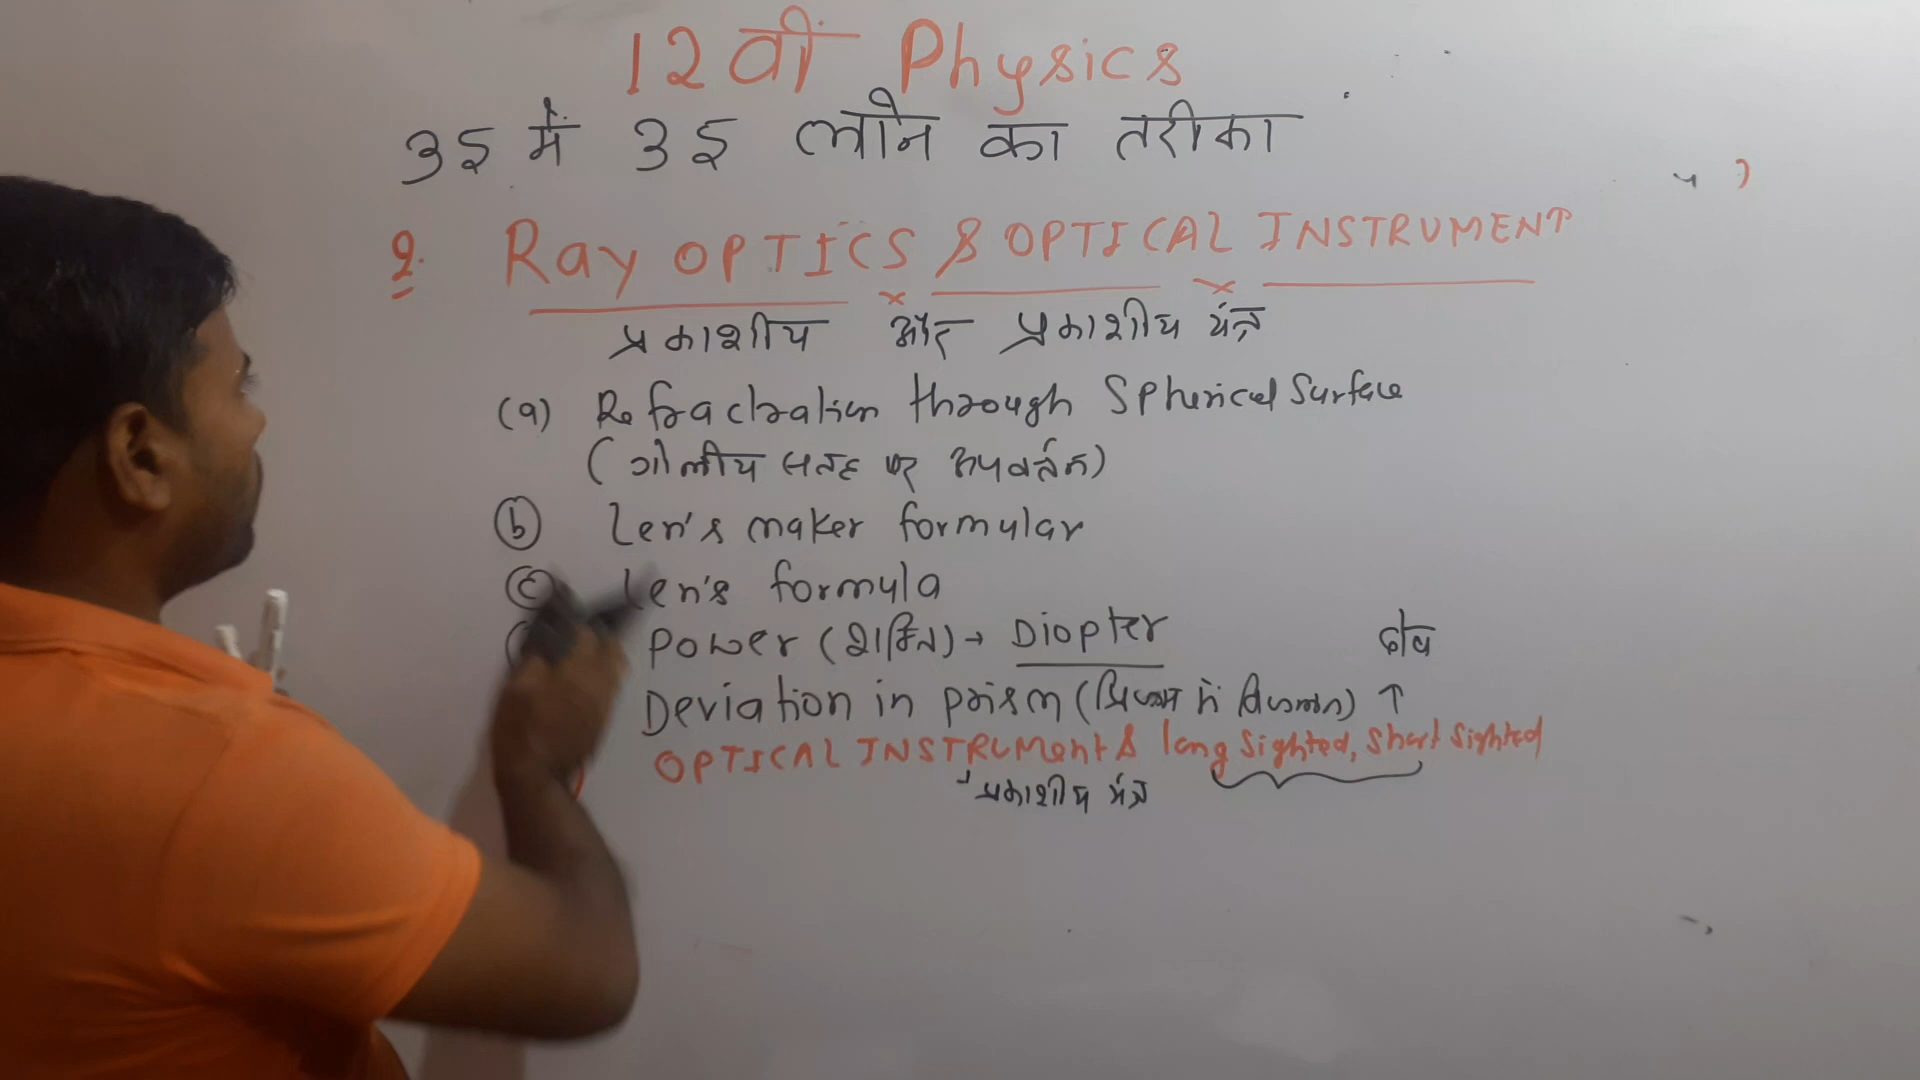 12वी Physics
35 में 35 लाने का तरीका
9. Ray OPTICS & OPTICAL INSTRUMENT
प्रकाशीय और प्रकाशीय यंत्र
(a) Refractration through Spherical Surface
(गोलीय सतह पर अपवर्तन)
(b) Len's maker formular
(c) Len's formula
Power (शक्ति) → Diopter
दोष
Deviation in prism (प्रिज्म में विचलन) ↑
OPTICAL INSTRUMENT & long sighted, short sighted
प्रकाशीय यंत्र